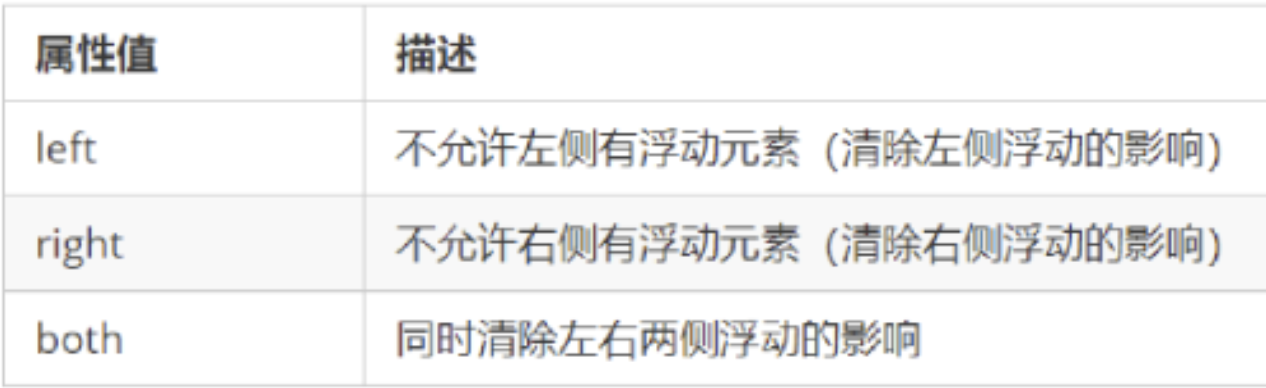 属性值 描述
left 不允许左侧有浮动元素（清除左侧浮动的影响）
right 不允许右侧有浮动元素（清除右侧浮动的影响）
both 同时清除左右两侧浮动的影响